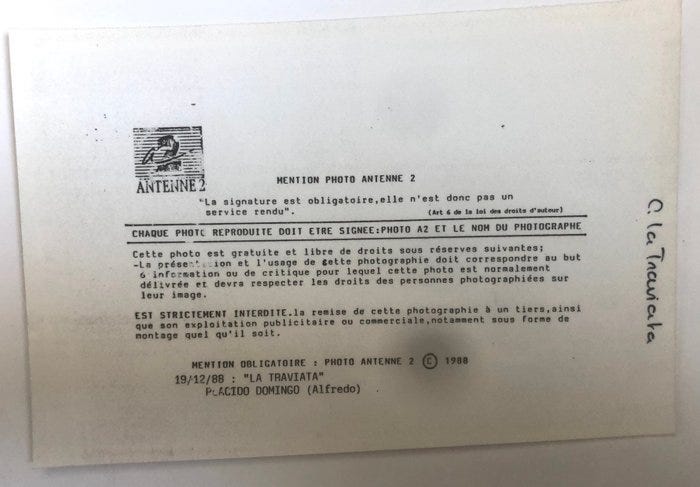 ANTENNE 2
MENTION PHOTO ANTENNE 2
"La signature est obligatoire,elle n'est donc pas un
service rendu".
(Art 6 de la loi des droits d'auteur)
CHAQUE PHOTO REPRODUITE DOIT ETRE SIGNEE:PHOTO A2 ET LE NOM DU PHOTOGRAPHE
Cette photo est gratuite et libre de droits sous réserves suivantes;
-La présentation et l'usage de cette photographie doit correspondre au but
6 information ou de critique pour lequel cette photo est normalement
délivrée et devra respecter les droits des personnes photographiées sur
leur image.
EST STRICTEMENT INTERDITE.la remise de cette photographie à un tiers,ainsi
que son exploitation publicitaire ou commerciale,notamment sous forme de
montage quel qu'il soit.
MENTION OBLIGATOIRE : PHOTO ANTENNE 2 © 1988
19/12/88 : "LA TRAVIATA"
PLACIDO DOMINGO (Alfredo)
la Traviata